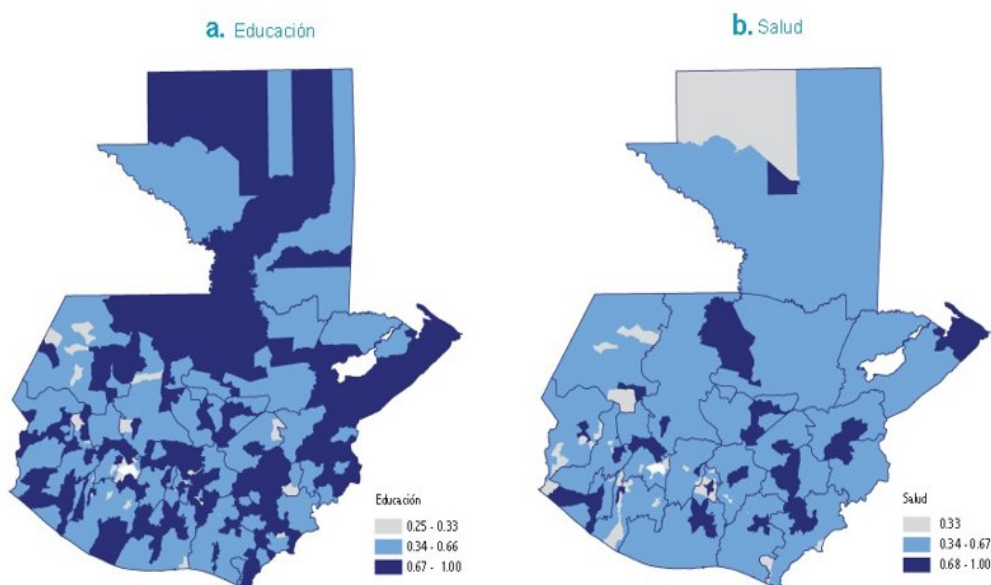 a. Educación
b. Salud
Educación
0.25 - 0.33
0.34 - 0.66
0.67 - 1.00
Salud
0.33
0.34 - 0.67
0.68 - 1.00